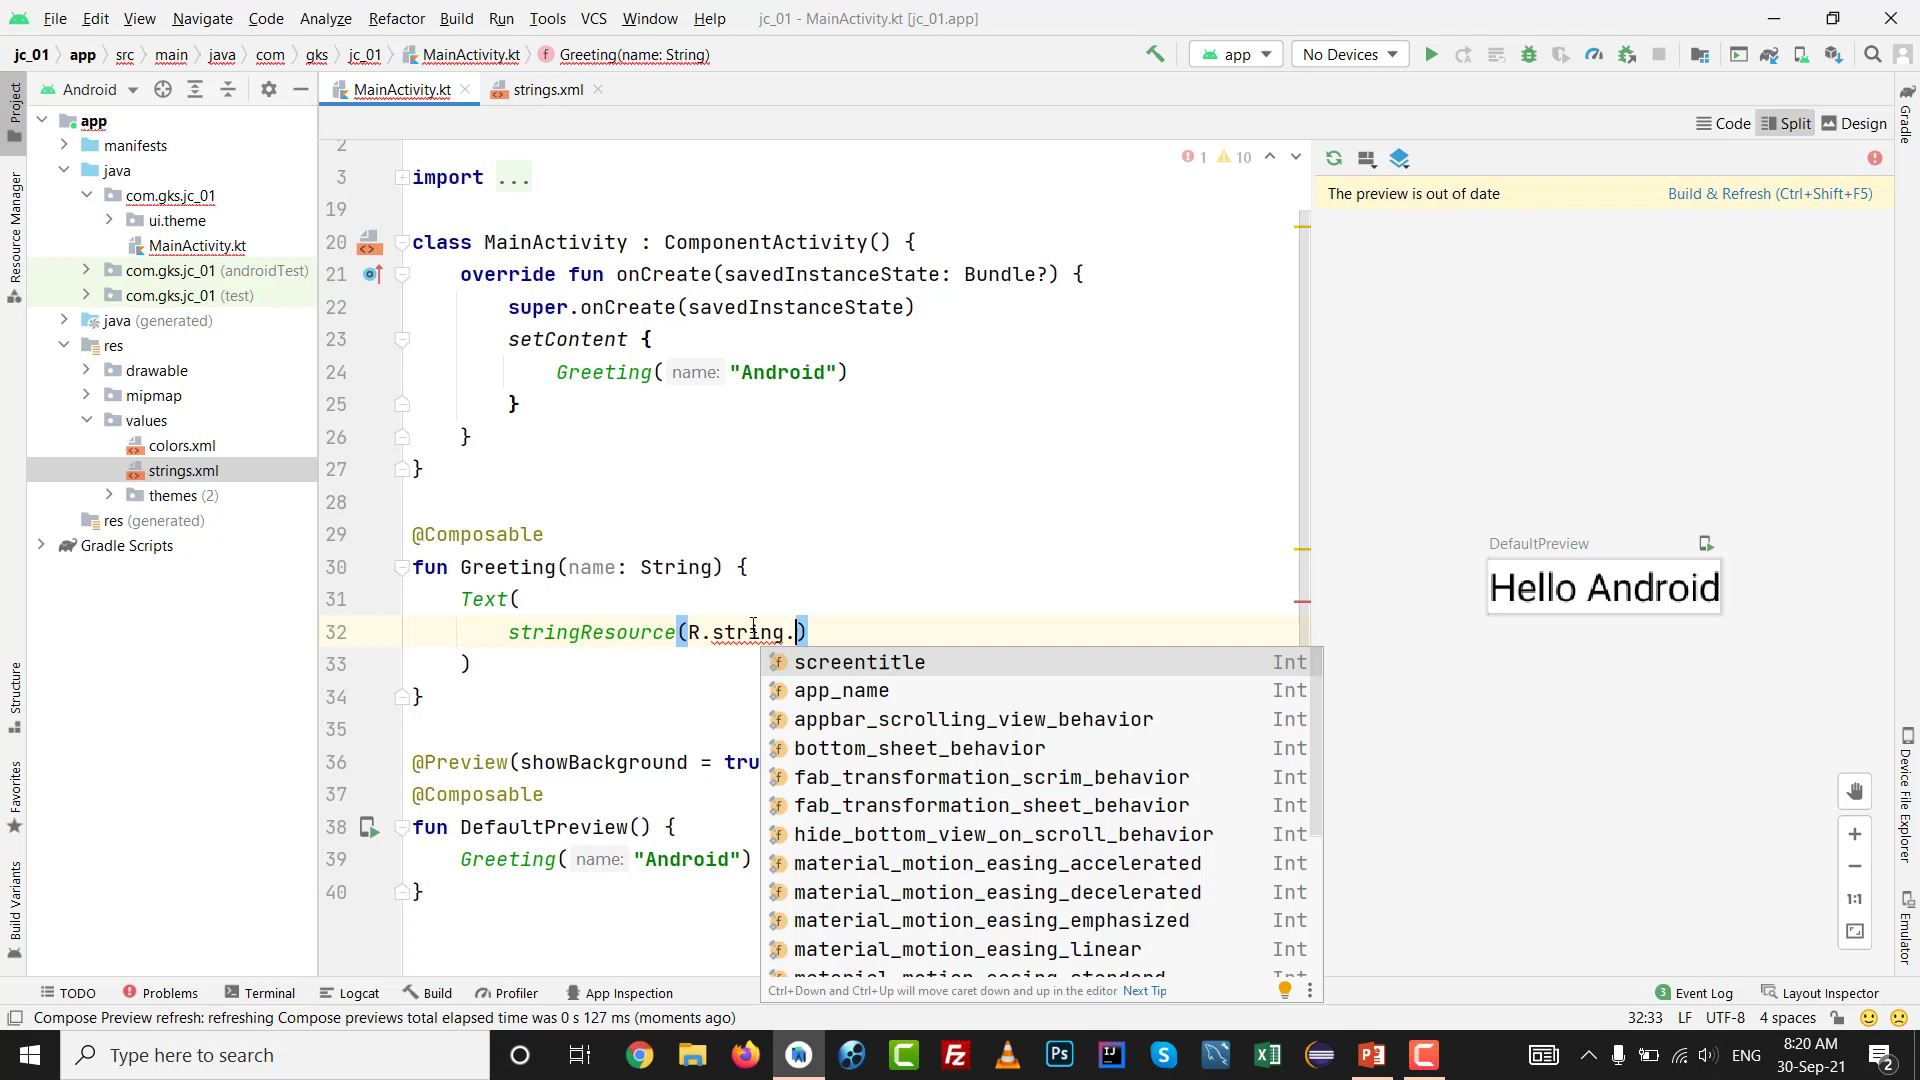 File Edit View Navigate Code Analyze Refactor Build Run Tools VCS Window Help jc_01 - MainActivity.kt [jc_01.app]
jc_01 app src main java com gks jc_01 MainActivity.kt Greeting(name: String) app No Devices
Android MainActivity.kt strings.xml
Code Split Design
Project
Resource Manager
Structure
Favorites
Build Variants
app
manifests
java
com.gks.jc_01
ui.theme
MainActivity.kt
com.gks.jc_01 (androidTest)
com.gks.jc_01 (test)
java (generated)
res
drawable
mipmap
values
colors.xml
strings.xml
themes (2)
res (generated)
Gradle Scripts
1 10
2
3 import ...
19
20 class MainActivity : ComponentActivity() {
21 override fun onCreate(savedInstanceState: Bundle?) {
22 super.onCreate(savedInstanceState)
23 setContent {
24 Greeting( name: "Android")
25 }
26 }
27 }
28
29 @Composable
30 fun Greeting(name: String) {
31 Text(
32 stringResource(R.string.)
33 )
34 }
35
36 @Preview(showBackground = tru
37 @Composable
38 fun DefaultPreview() {
39 Greeting( name: "Android")
40 }
screentitle Int
app_name Int
appbar_scrolling_view_behavior Int
bottom_sheet_behavior Int
fab_transformation_scrim_behavior Int
fab_transformation_sheet_behavior Int
hide_bottom_view_on_scroll_behavior Int
material_motion_easing_accelerated Int
material_motion_easing_decelerated Int
material_motion_easing_emphasized Int
material_motion_easing_linear Int
material_motion_easing_standard Int
Ctrl+Down and Ctrl+Up will move caret down and up in the editor Next Tip
The preview is out of date Build & Refresh (Ctrl+Shift+F5)
DefaultPreview
Hello Android
1:1
Gradle
Device File Explorer
Emulator
TODO Problems Terminal Logcat Build Profiler App Inspection 3 Event Log Layout Inspector
Compose Preview refresh: refreshing Compose previews total elapsed time was 0 s 127 ms (moments ago) 32:33 LF UTF-8 4 spaces
Type here to search
Ps
ENG
8:20 AM
30-Sep-21
2